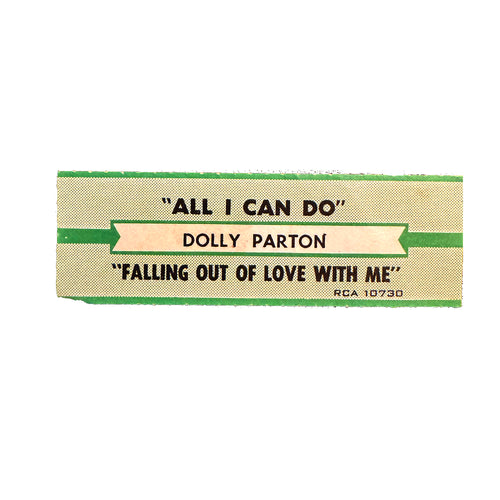 "ALL I CAN DO"
DOLLY PARTON
"FALLING OUT OF LOVE WITH ME"
RCA 10730